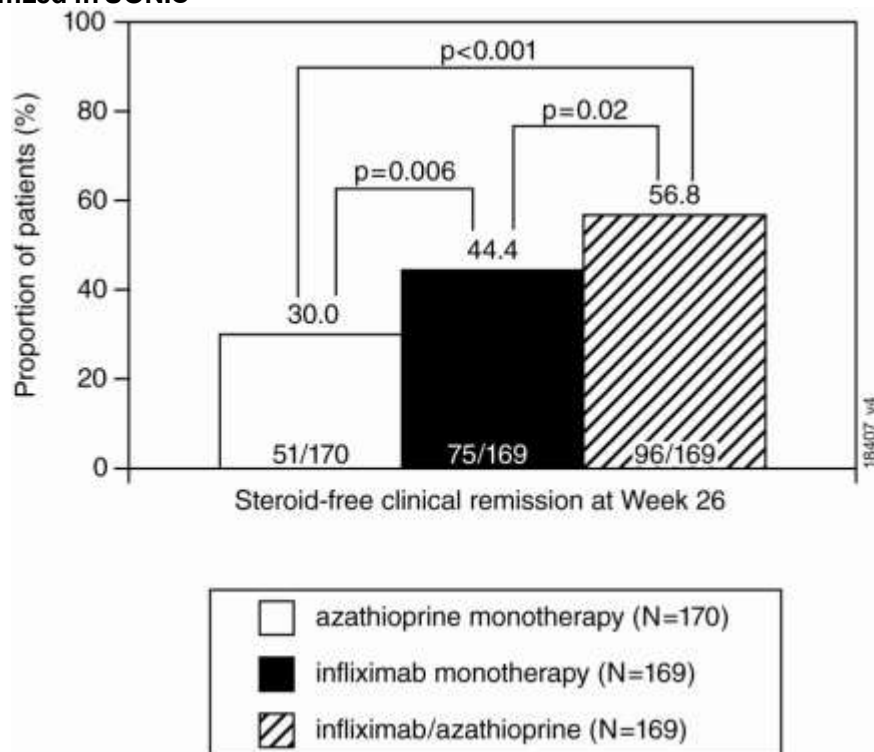 100
p<0.001
80
p=0.02
p=0.006
60
56.8
44.4
40
30.0
20
0
51/170
75/169
96/169
Proportion of patients (%)
Steroid-free clinical remission at Week 26
18407_v4
azathioprine monotherapy (N=170)
infliximab monotherapy (N=169)
infliximab/azathioprine (N=169)